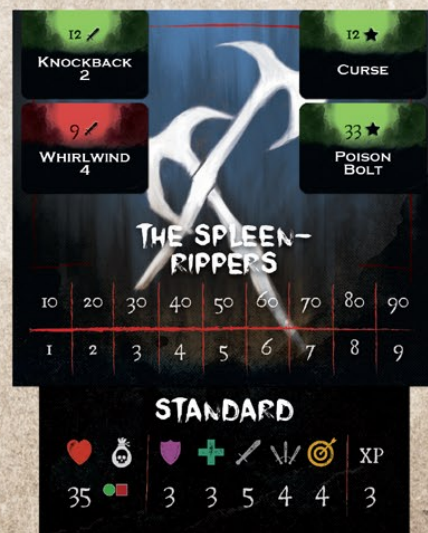 12 12
KNOCKBACK
2
CURSE
9 33
WHIRLWIND
4
POISON
BOLT
THE SPLEEN-
RIPPERS
10 20 30 40 50 60 70 80 90
1 2 3 4 5 6 7 8 9
STANDARD
XP
35 3 3 5 4 4 3